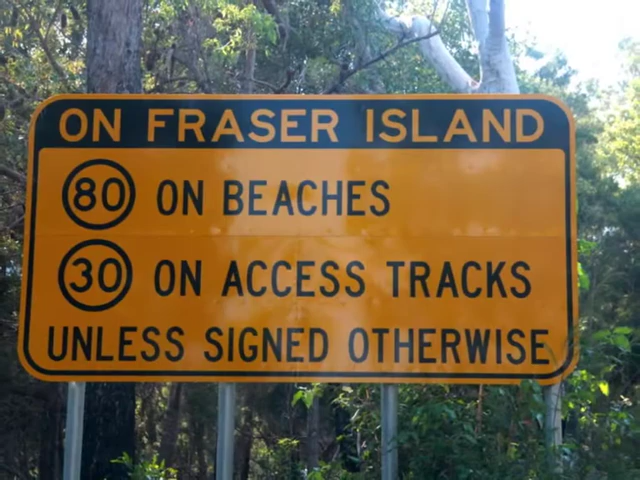 ON FRASER ISLAND
80 ON BEACHES
30 ON ACCESS TRACKS
UNLESS SIGNED OTHERWISE